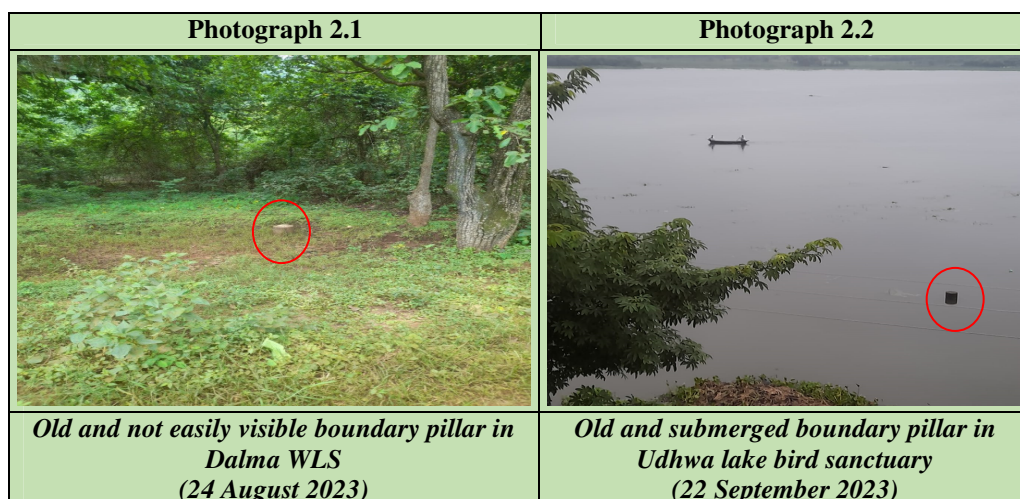 Photograph 2.1
Photograph 2.2
Old and not easily visible boundary pillar in
Dalma WLS
(24 August 2023)
Old and submerged boundary pillar in
Udhwa lake bird sanctuary
(22 September 2023)